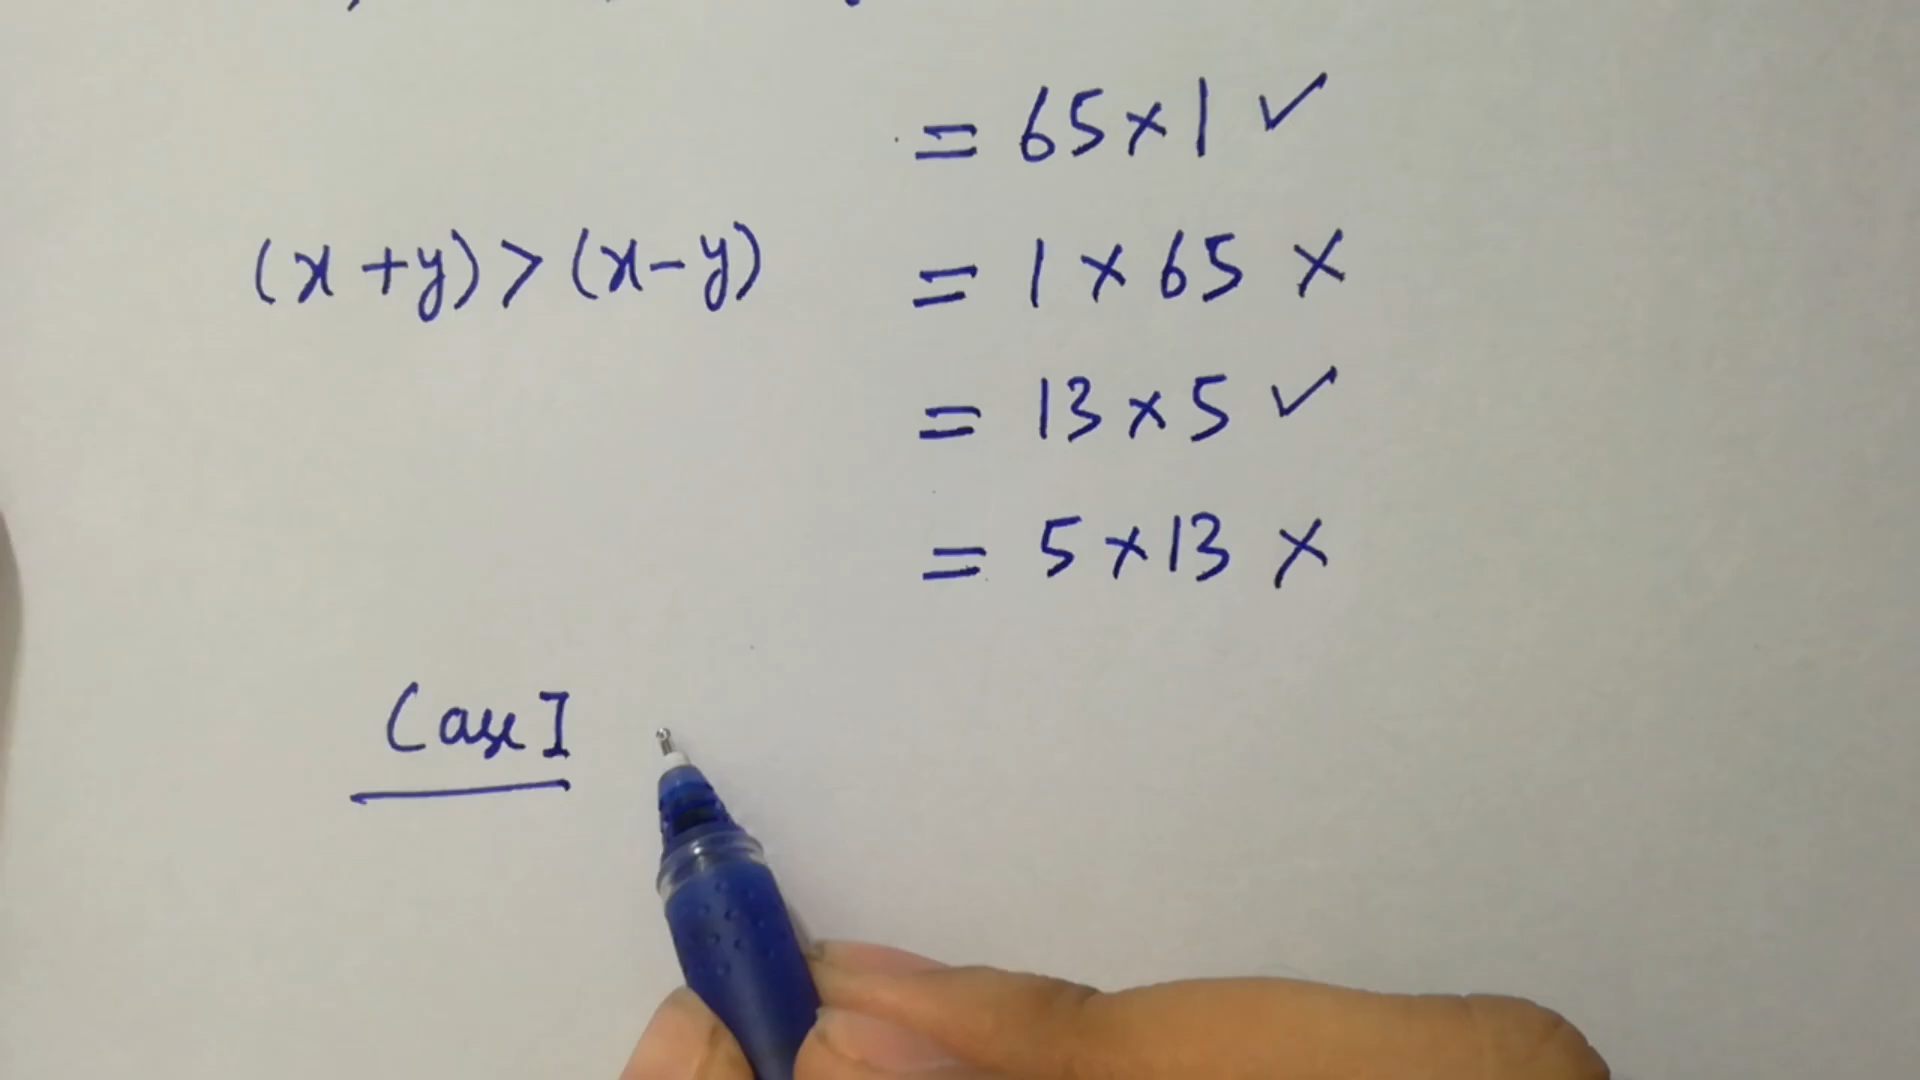 = 65 × 1 ✓
(x + y) > (x - y) = 1 × 65 ×
= 13 × 5 ✓
= 5 × 13 ×
Case I